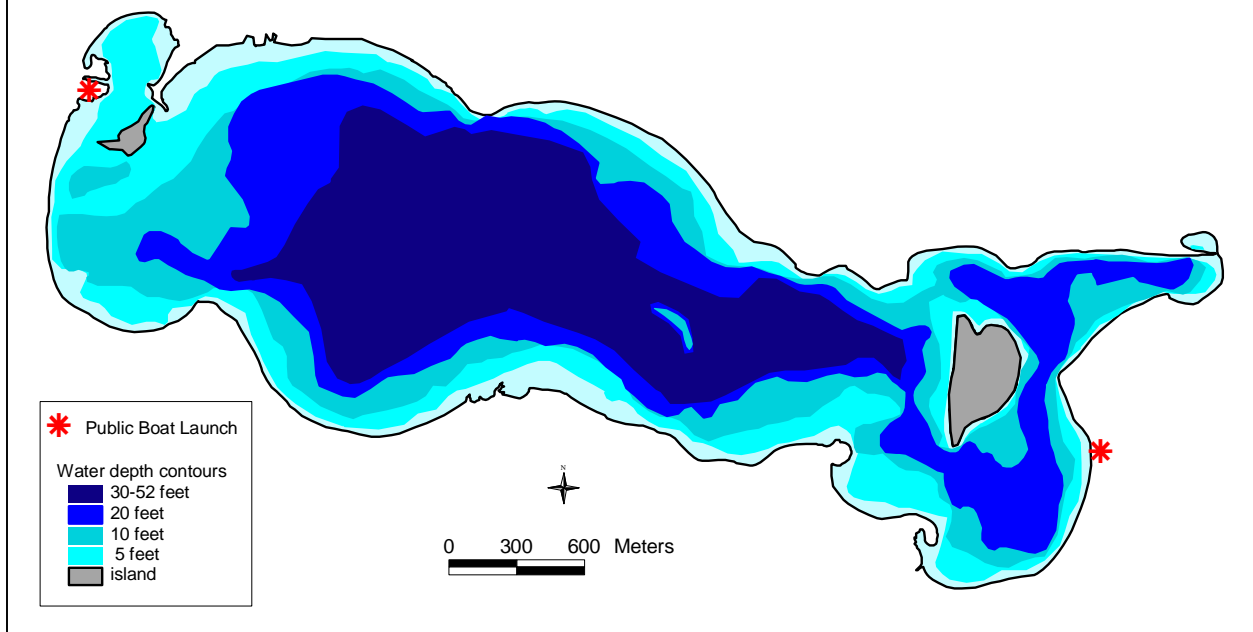 N
0 300 600 Meters
Public Boat Launch
Water depth contours
30-52 feet
20 feet
10 feet
5 feet
island